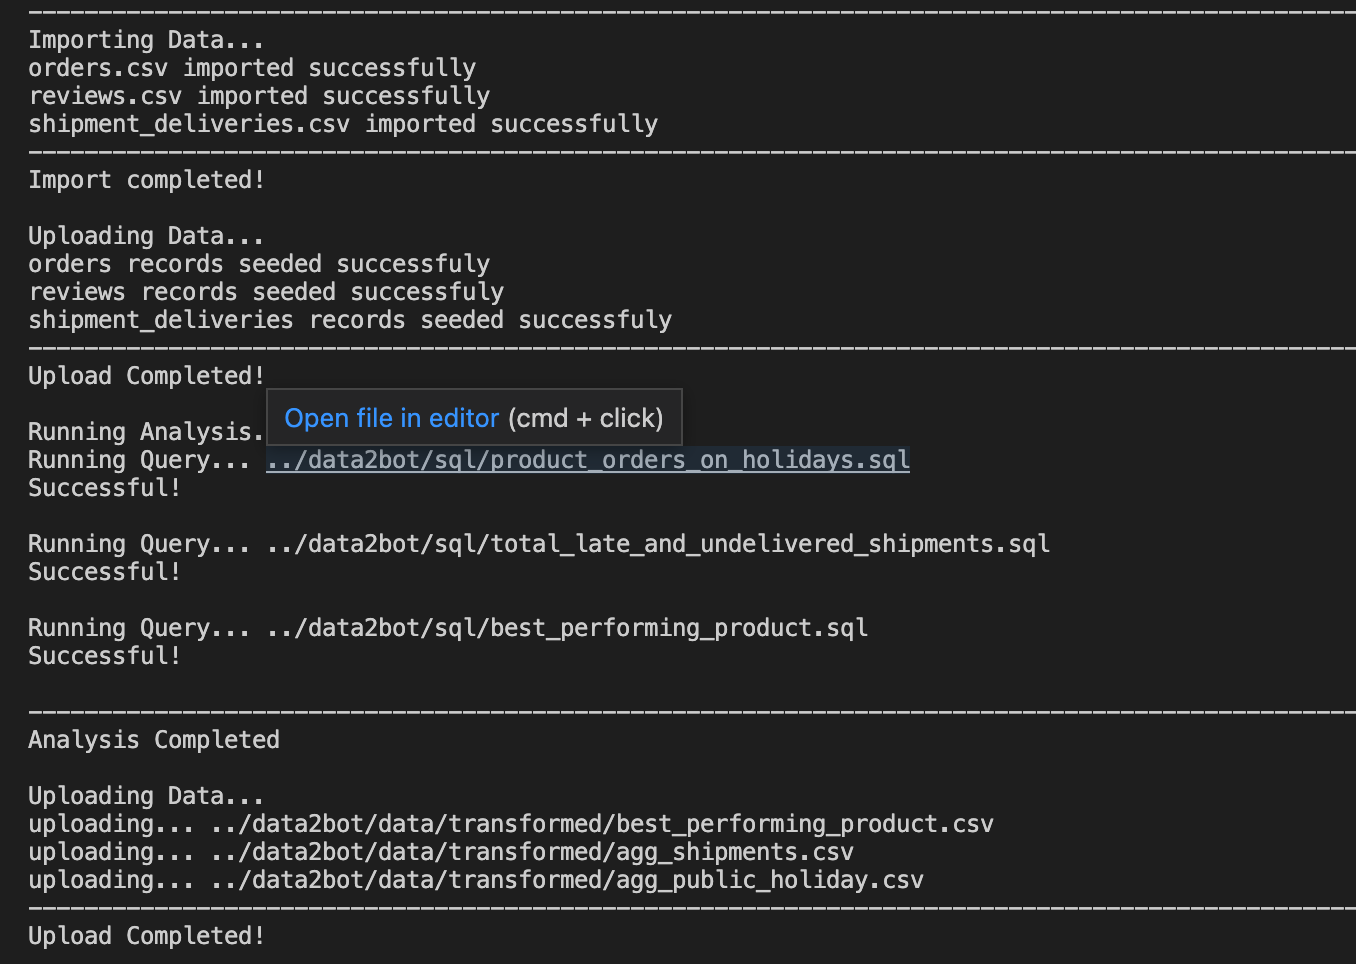 Importing Data...
orders.csv imported successfully
reviews.csv imported successfully
shipment_deliveries.csv imported successfully
Import completed!
Uploading Data...
orders records seeded successfuly
reviews records seeded successfuly
shipment_deliveries records seeded successfuly
Upload Completed!
Open file in editor (cmd + click)
Running Analysis.
Running Query... ../data2bot/sql/product_orders_on_holidays.sql
Successful!
Running Query... ../data2bot/sql/total_late_and_undelivered_shipments.sql
Successful!
Running Query... ../data2bot/sql/best_performing_product.sql
Successful!
Analysis Completed
Uploading Data...
uploading... ../data2bot/data/transformed/best_performing_product.csv
uploading... ../data2bot/data/transformed/agg_shipments.csv
uploading... ../data2bot/data/transformed/agg_public_holiday.csv
Upload Completed!